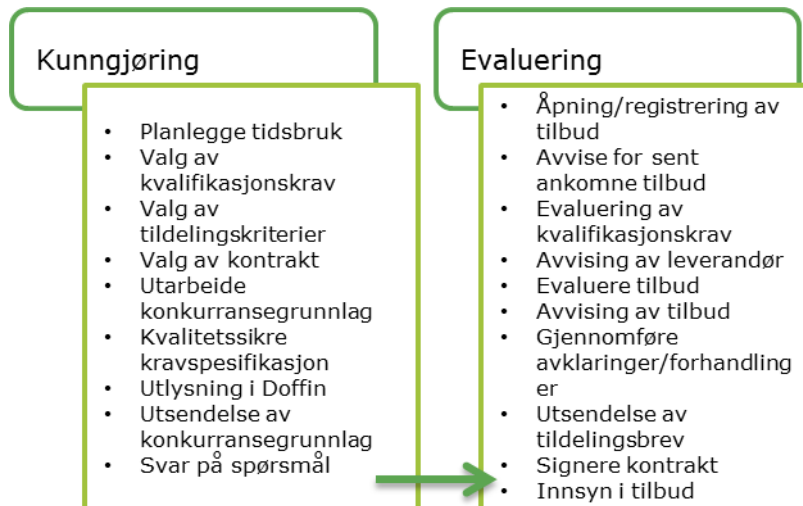 Kunngjøring
• Planlegge tidsbruk
• Valg av
kvalifikasjonskrav
• Valg av
tildelingskriterier
• Valg av kontrakt
• Utarbeide
konkurransegrunnlag
• Kvalitetssikre
kravspesifikasjon
• Utlysning i Doffin
• Utsendelse av
konkurransegrunnlag
• Svar på spørsmål
Evaluering
• Åpning/registrering av
tilbud
• Avvise for sent
ankomne tilbud
• Evaluering av
kvalifikasjonskrav
• Avvising av leverandør
• Evaluere tilbud
• Avvising av tilbud
• Gjennomføre
avklaringer/forhandling
er
• Utsendelse av
tildelingsbrev
• Signere kontrakt
• Innsyn i tilbud